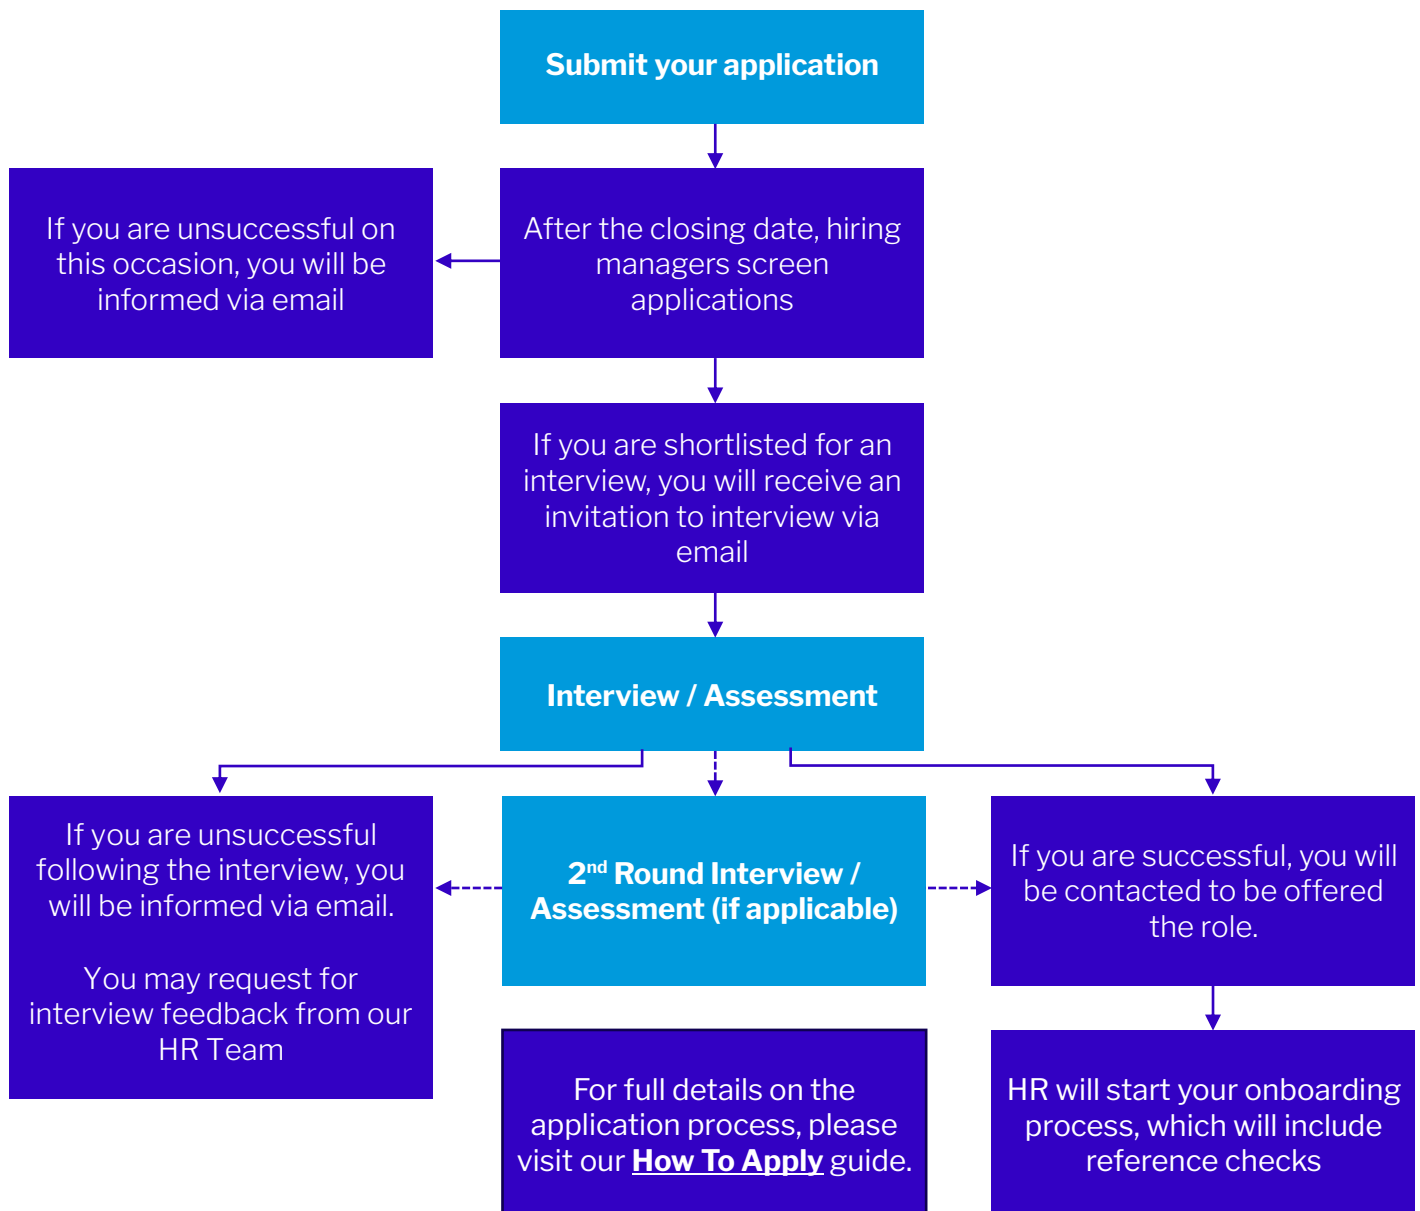 Submit your application
If you are unsuccessful on
this occasion, you will be
informed via email
After the closing date, hiring
managers screen
applications
If you are shortlisted for an
interview, you will receive an
invitation to interview via
email
Interview / Assessment
If you are unsuccessful
following the interview, you
will be informed via email.
You may request for
interview feedback from our
HR Team
2nd Round Interview /
Assessment (if applicable)
If you are successful, you will
be contacted to be offered
the role.
For full details on the
application process, please
visit our How To Apply guide.
HR will start your onboarding
process, which will include
reference checks